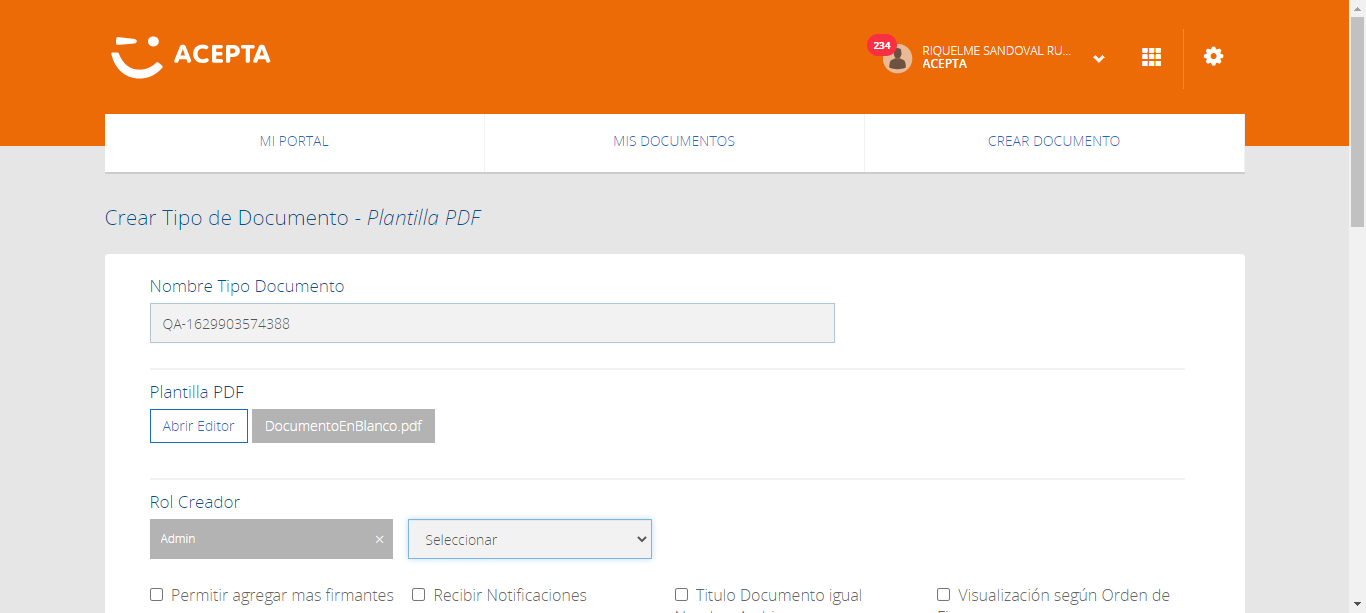 ACEPTA
234
RIQUELME SANDOVAL RU...
ACEPTA
MI PORTAL
MIS DOCUMENTOS
CREAR DOCUMENTO
Crear Tipo de Documento - Plantilla PDF
Nombre Tipo Documento
QA-1629903574388
Plantilla PDF
Abrir Editor
DocumentoEnBlanco.pdf
Rol Creador
Admin ×
Seleccionar
Permitir agregar mas firmantes
Recibir Notificaciones
Titulo Documento igual
Visualización según Orden de